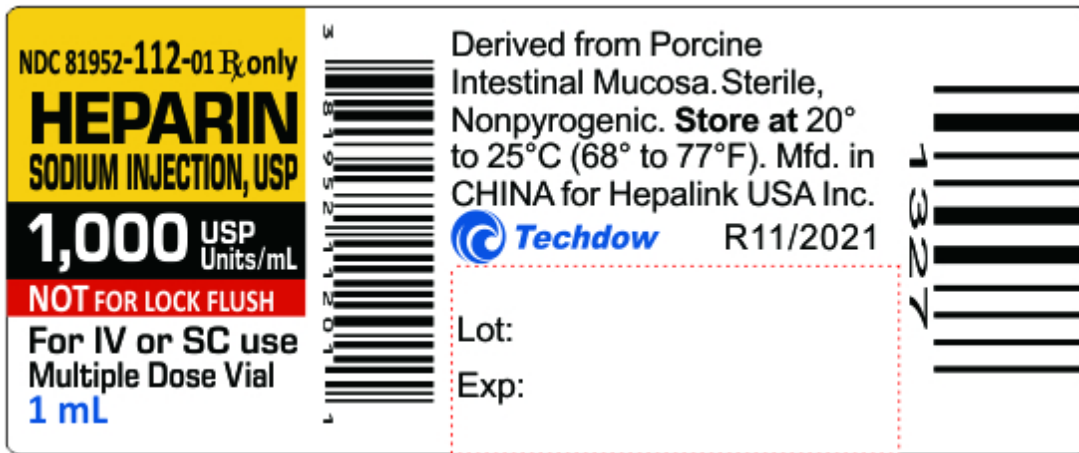 NDC 81952-112-01 ℞ only
HEPARIN
SODIUM INJECTION, USP
1,000 USP Units/mL
NOT FOR LOCK FLUSH
For IV or SC use
Multiple Dose Vial
1 mL
3 8195211201 1
Derived from Porcine
Intestinal Mucosa. Sterile,
Nonpyrogenic. Store at 20°
to 25°C (68° to 77°F). Mfd. in
CHINA for Hepalink USA Inc.
Techdow R11/2021
Lot:
Exp:
13227